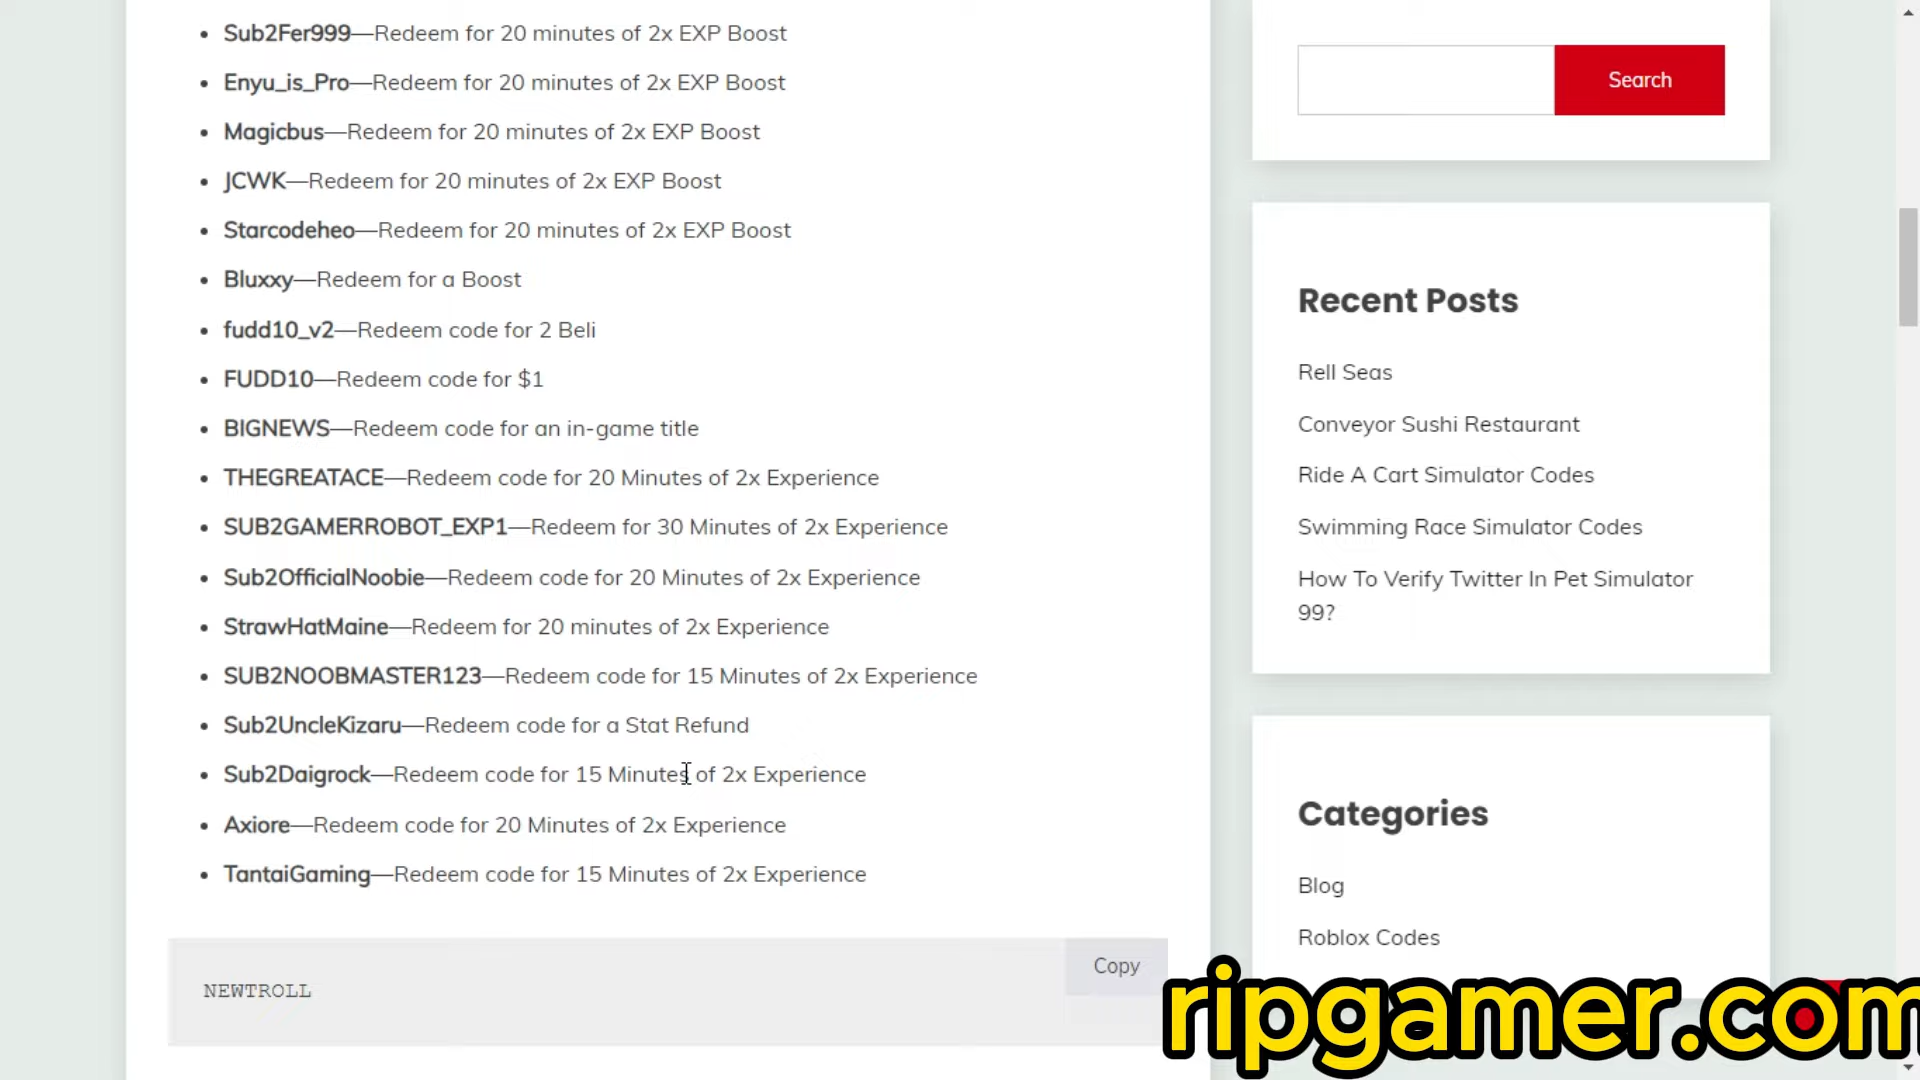 Sub2Fer999—Redeem for 20 minutes of 2x EXP Boost
Enyu_is_Pro—Redeem for 20 minutes of 2x EXP Boost
Magicbus—Redeem for 20 minutes of 2x EXP Boost
JCWK—Redeem for 20 minutes of 2x EXP Boost
Starcodeheo—Redeem for 20 minutes of 2x EXP Boost
Bluxxy—Redeem for a Boost
fudd10_v2—Redeem code for 2 Beli
FUDD10—Redeem code for $1
BIGNEWS—Redeem code for an in-game title
THEGREATACE—Redeem code for 20 Minutes of 2x Experience
SUB2GAMERROBOT_EXP1—Redeem for 30 Minutes of 2x Experience
Sub2OfficialNoobie—Redeem code for 20 Minutes of 2x Experience
StrawHatMaine—Redeem for 20 minutes of 2x Experience
SUB2NOOBMASTER123—Redeem code for 15 Minutes of 2x Experience
Sub2UncleKizaru—Redeem code for a Stat Refund
Sub2Daigrock—Redeem code for 15 Minutes of 2x Experience
Axiore—Redeem code for 20 Minutes of 2x Experience
TantaiGaming—Redeem code for 15 Minutes of 2x Experience
Copy
NEWTROLL
Search
Recent Posts
Rell Seas
Conveyor Sushi Restaurant
Ride A Cart Simulator Codes
Swimming Race Simulator Codes
How To Verify Twitter In Pet Simulator
99?
Categories
Blog
Roblox Codes
ripgamer.com